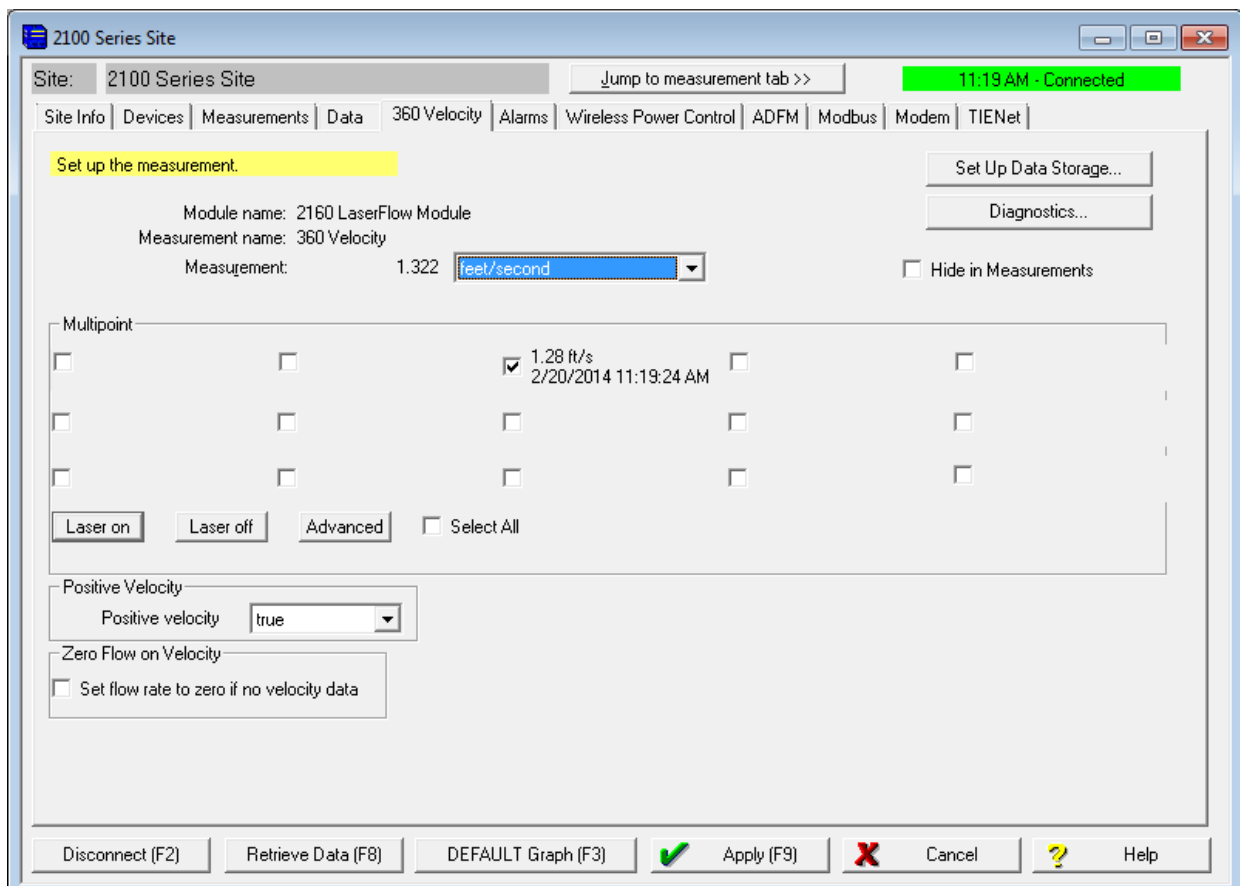 2100 Series Site
Site: 2100 Series Site Jump to measurement tab >> 11:19 AM - Connected
Site Info Devices Measurements Data 360 Velocity Alarms Wireless Power Control ADFM Modbus Modem TIENet
Set up the measurement. Set Up Data Storage...
Module name: 2160 LaserFlow Module Diagnostics...
Measurement name: 360 Velocity
Measurement: 1.322 feet/second Hide in Measurements
Multipoint
1.28 ft/s
2/20/2014 11:19:24 AM
Laser on Laser off Advanced Select All
Positive Velocity
Positive velocity true
Zero Flow on Velocity
Set flow rate to zero if no velocity data
Disconnect (F2) Retrieve Data (F8) DEFAULT Graph (F3) Apply (F9) Cancel Help